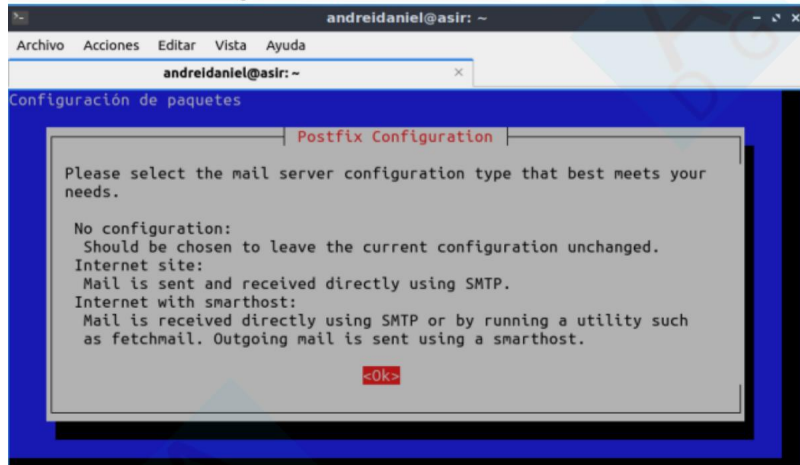 andreidaniel@asir: ~
Archivo Acciones Editar Vista Ayuda
andreidaniel@asir: ~
Configuración de paquetes
Postfix Configuration
Please select the mail server configuration type that best meets your
needs.
No configuration:
Should be chosen to leave the current configuration unchanged.
Internet site:
Mail is sent and received directly using SMTP.
Internet with smarthost:
Mail is received directly using SMTP or by running a utility such
as fetchmail. Outgoing mail is sent using a smarthost.
<Ok>